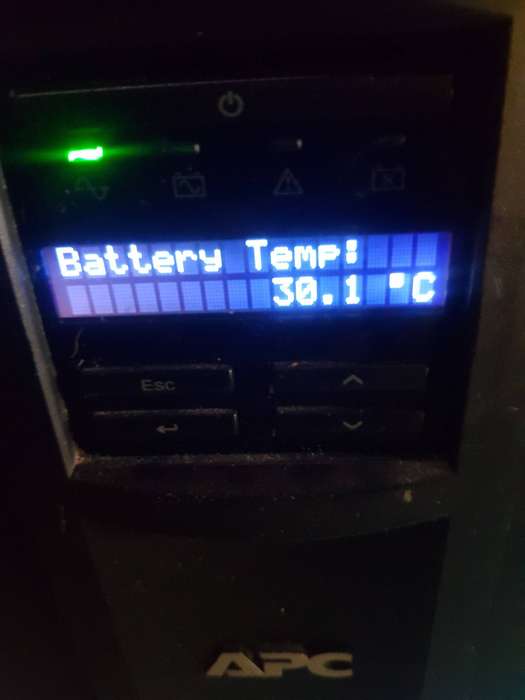 Battery Temp:
30.1 °C
Esc
APC